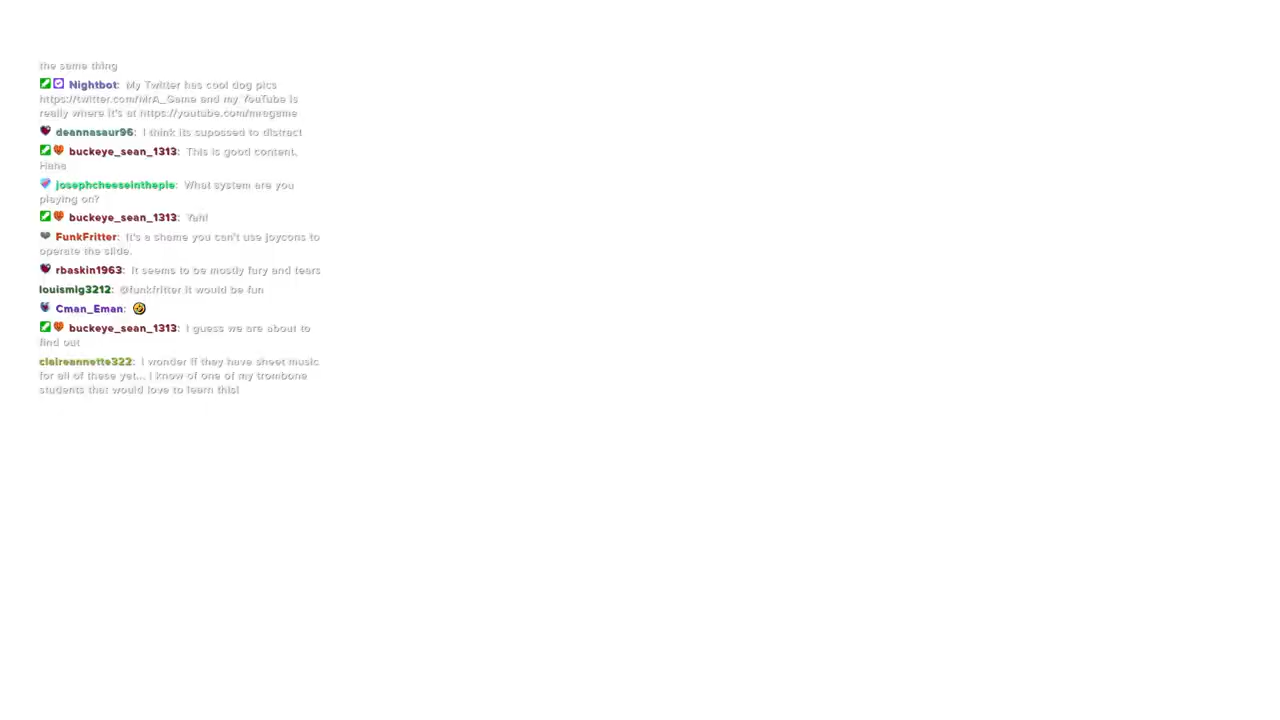 the same thing
Nightbot: My Twitter has cool dog pics
https://twitter.com/MrA_Game and my YouTube is
really where it's at https://youtube.com/mragame
deannasaur96: I think its supossed to distract
buckeye_sean_1313: This is good content.
Haha
josephcheeseinthepie: What system are you
playing on?
buckeye_sean_1313: Yah!
FunkFritter: It's a shame you can't use joycons to
operate the slide.
rbaskin1963: It seems to be mostly fury and tears
louismig3212: @funkfritter it would be fun
Cman_Eman: 🤣
buckeye_sean_1313: I guess we are about to
find out
claireannette322: I wonder if they have sheet music
for all of these yet... I know of one of my trombone
students that would love to learn this!